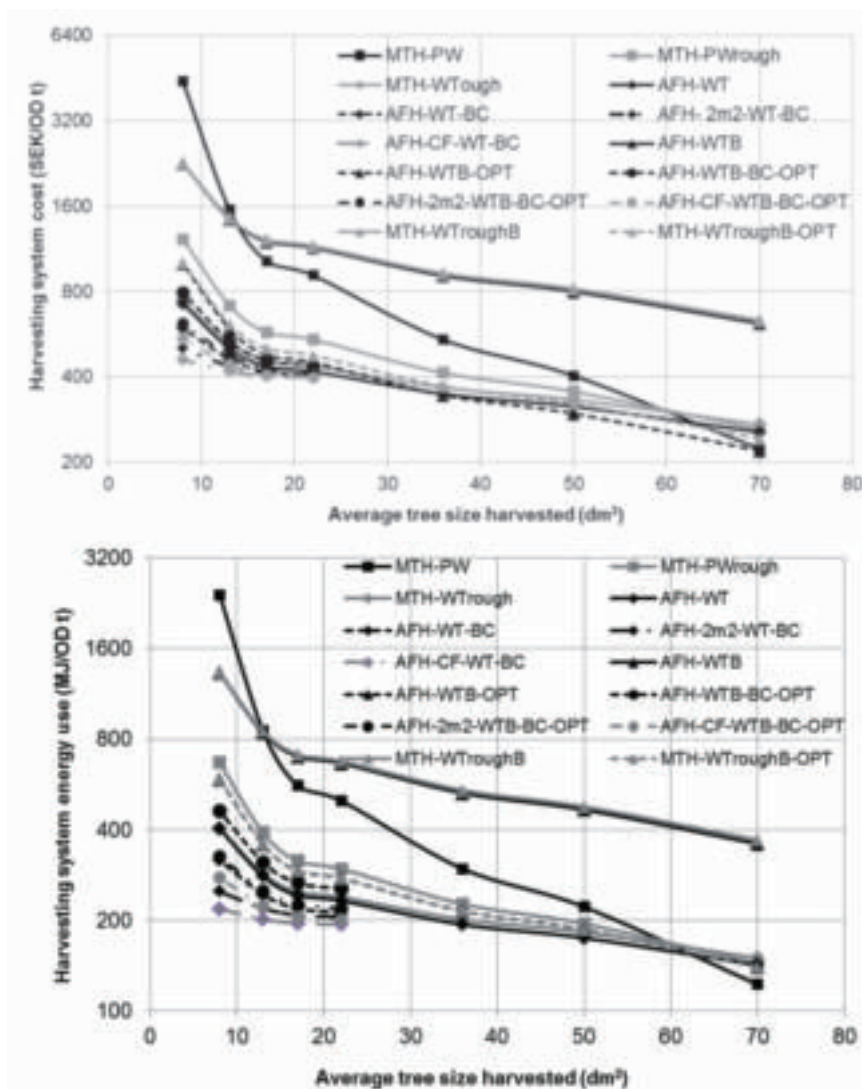 6400
3200
1600
800
400
200
Harvesting system cost (SEK/OD t)
MTH-PW MTH-PWrough
MTH-WTough AFH-WT
AFH-WT-BC AFH- 2m2-WT-BC
AFH-CF-WT-BC AFH-WTB
AFH-WTB-OPT AFH-WTB-BC-OPT
AFH-2m2-WTB-BC-OPT AFH-CF-WTB-BC-OPT
MTH-WTroughB MTH-WTroughB-OPT
0 10 20 30 40 50 60 70 80
Average tree size harvested (dm³)
3200
1600
800
400
200
100
Harvesting system energy use (MJ/OD t)
MTH-PW MTH-PWrough
MTH-WTrough AFH-WT
AFH-WT-BC AFH-2m2-WT-BC
AFH-CF-WT-BC AFH-WTB
AFH-WTB-OPT AFH-WTB-BC-OPT
AFH-2m2-WTB-BC-OPT AFH-CF-WTB-BC-OPT
MTH-WTroughB MTH-WTroughB-OPT
0 10 20 30 40 50 60 70 80
Average tree size harvested (dm³)